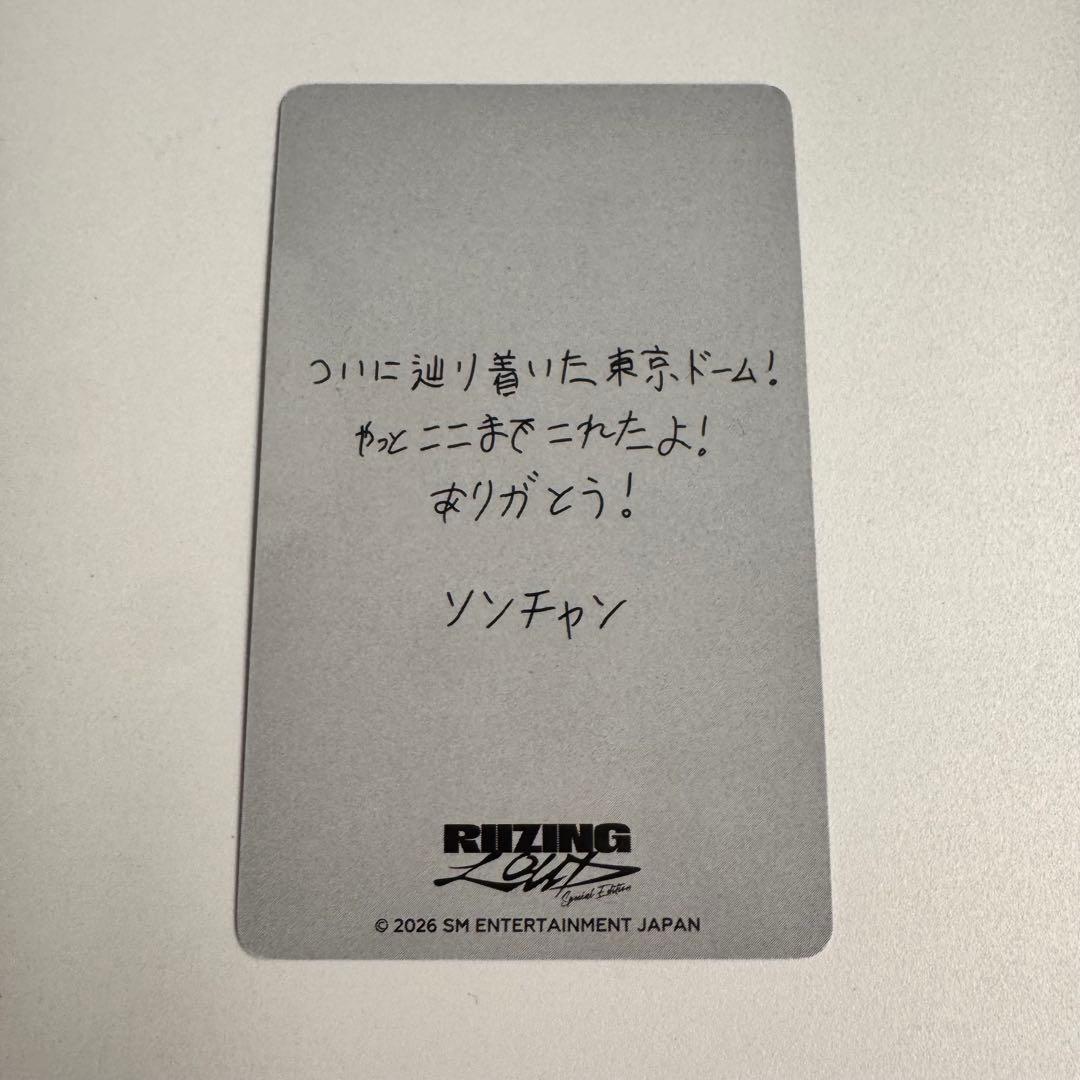 ついに辿り着いた東京ドーム!
やっとここまでこれたよ!
ありがとう!
ソンチャン
RIIZING
LOUD
Special Edition
© 2026 SM ENTERTAINMENT JAPAN